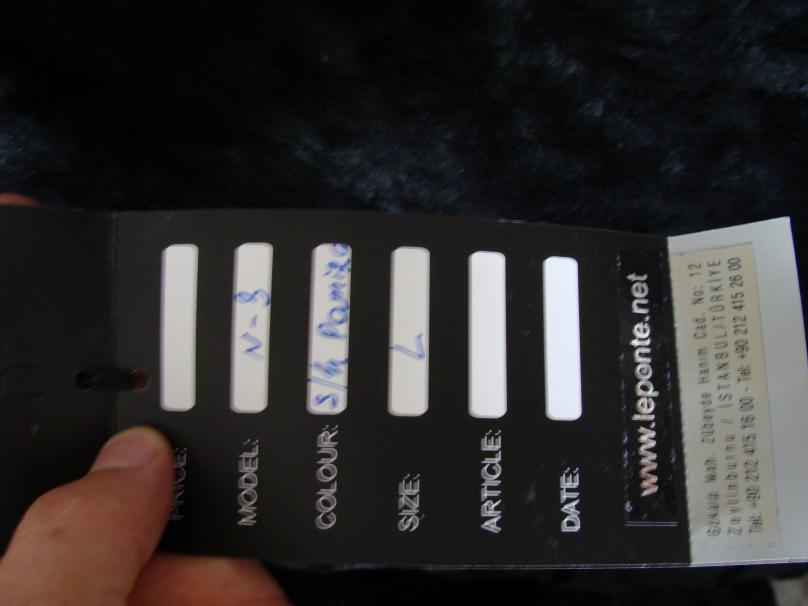 PRICE:
MODEL: N-3
COLOUR: S/h Pamiza
SIZE: L
ARTICLE:
DATE:
www.leponte.net
Gökalp Mah. Zübeyde Hanım Cad. No: 12
Zeytinburnu / İSTANBUL/TÜRKİYE
Tel: +90 212 415 16 00 - Tel: +90 212 415 26 00